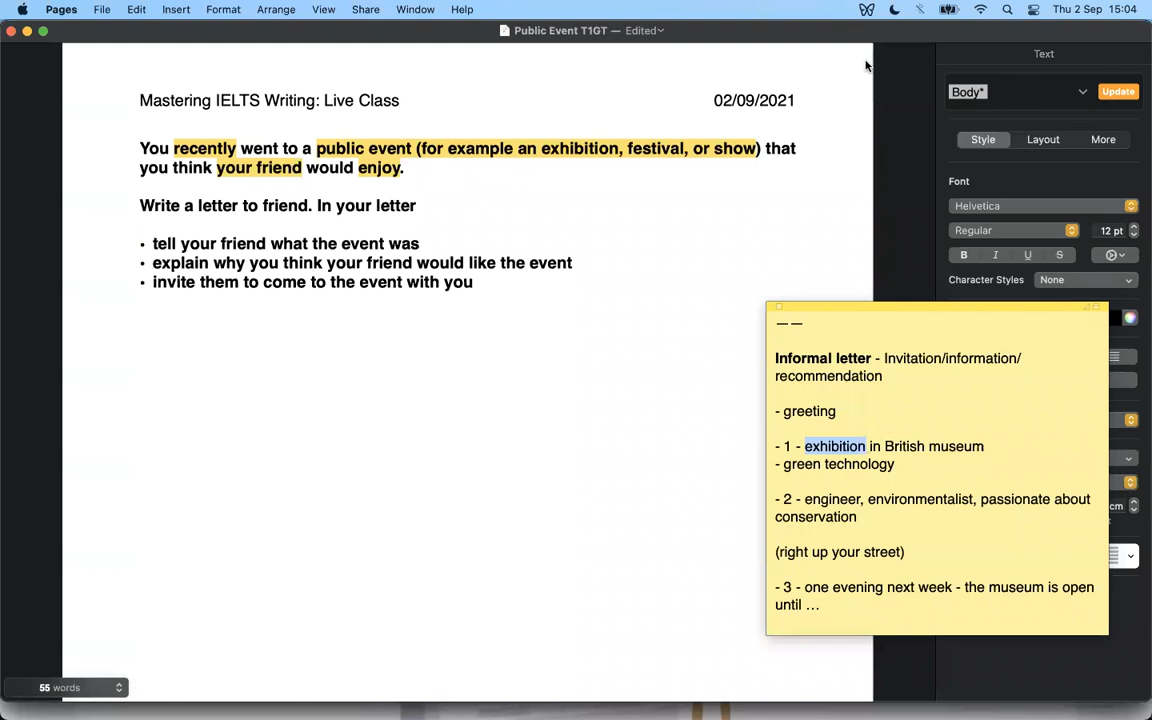 Pages File Edit Insert Format Arrange View Share Window Help Thu 2 Sep 15:04
Public Event T1GT — Edited
Text
Mastering IELTS Writing: Live Class 02/09/2021
Body* Update
Style Layout More
You recently went to a public event (for example an exhibition, festival, or show) that
you think your friend would enjoy.
Font
Write a letter to friend. In your letter
Helvetica
Regular 12 pt
• tell your friend what the event was
B I U S
• explain why you think your friend would like the event
Character Styles None
• invite them to come to the event with you
— —
Informal letter - Invitation/information/
recommendation
- greeting
- 1 - exhibition in British museum
- green technology
- 2 - engineer, environmentalist, passionate about
conservation
cm
(right up your street)
- 3 - one evening next week - the museum is open
until ...
55 words